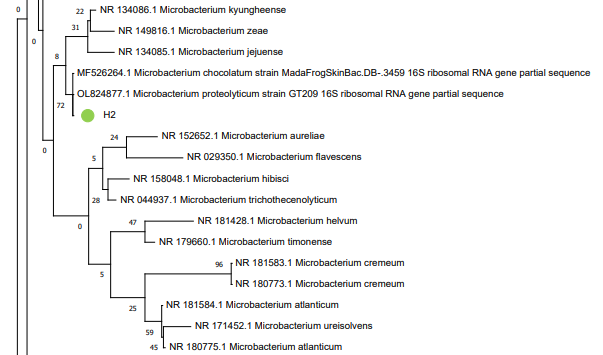 0
22
NR 134086.1 Microbacterium kyungheense
31
NR 149816.1 Microbacterium zeae
0
NR 134085.1 Microbacterium jejuense
8
MF526264.1 Microbacterium chocolatum strain MadaFrogSkinBac.DB-.3459 16S ribosomal RNA gene partial sequence
OL824877.1 Microbacterium proteolyticum strain GT209 16S ribosomal RNA gene partial sequence
72
H2
24
NR 152652.1 Microbacterium aureliae
0
5
NR 029350.1 Microbacterium flavescens
NR 158048.1 Microbacterium hibisci
28
NR 044937.1 Microbacterium trichothecenolyticum
0
47
NR 181428.1 Microbacterium helvum
NR 179660.1 Microbacterium timonense
5
96
NR 181583.1 Microbacterium cremeum
NR 180773.1 Microbacterium cremeum
25
NR 181584.1 Microbacterium atlanticum
59
NR 171452.1 Microbacterium ureisolvens
45
NR 180775.1 Microbacterium atlanticum